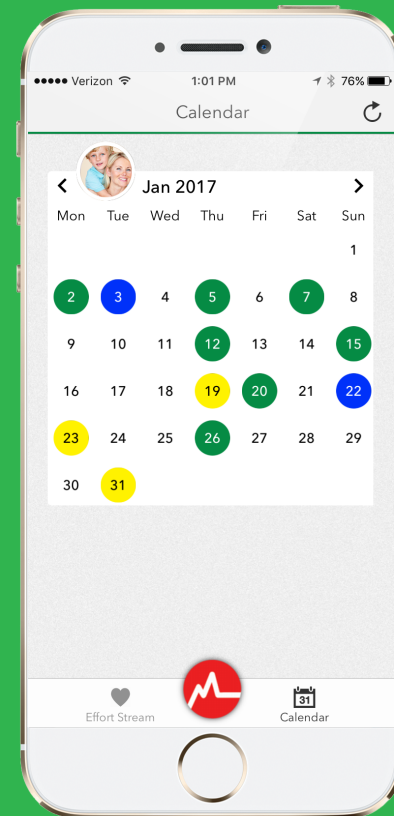 Verizon 1:01 PM 76%
Calendar
Jan 2017
Mon Tue Wed Thu Fri Sat Sun
1
2 3 4 5 6 7 8
9 10 11 12 13 14 15
16 17 18 19 20 21 22
23 24 25 26 27 28 29
30 31
31
Effort Stream Calendar